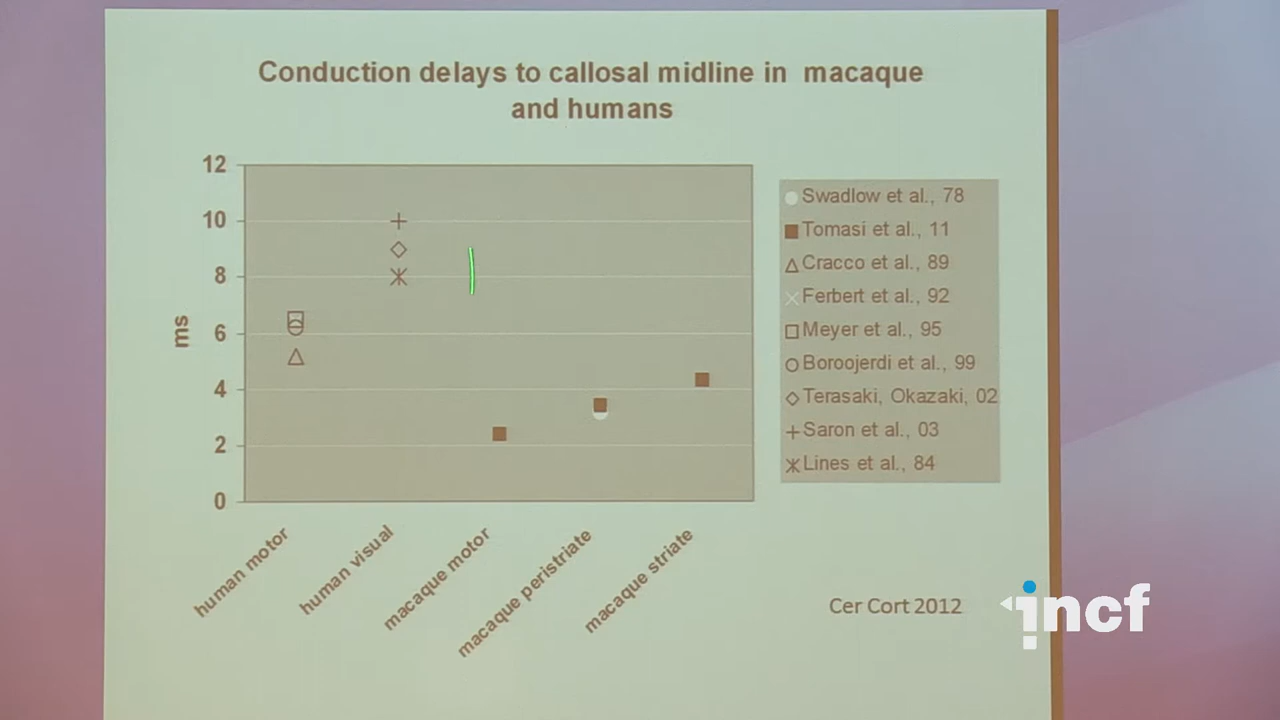 Conduction delays to callosal midline in macaque
and humans
12
10
8
6
4
2
0
ms
human motor
human visual
macaque motor
macaque peristriate
macaque striate
Swadlow et al., 78
Tomasi et al., 11
Cracco et al., 89
Ferbert et al., 92
Meyer et al., 95
Boroojerdi et al., 99
Terasaki, Okazaki, 02
Saron et al., 03
Lines et al., 84
Cer Cort 2012
incf